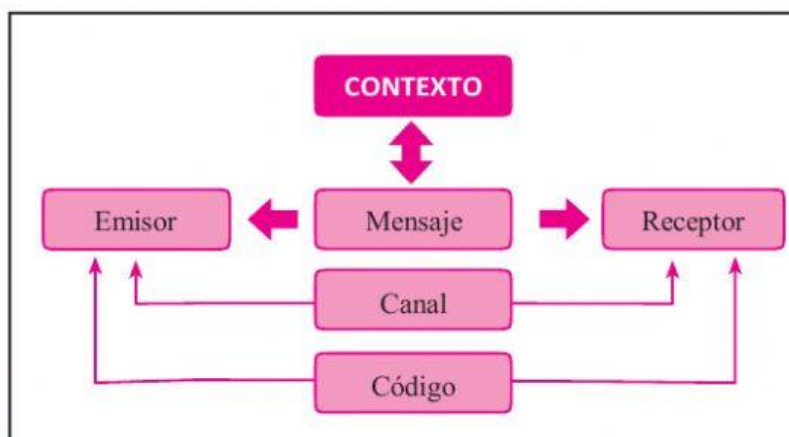 CONTEXTO
Emisor
Mensaje
Receptor
Canal
Código